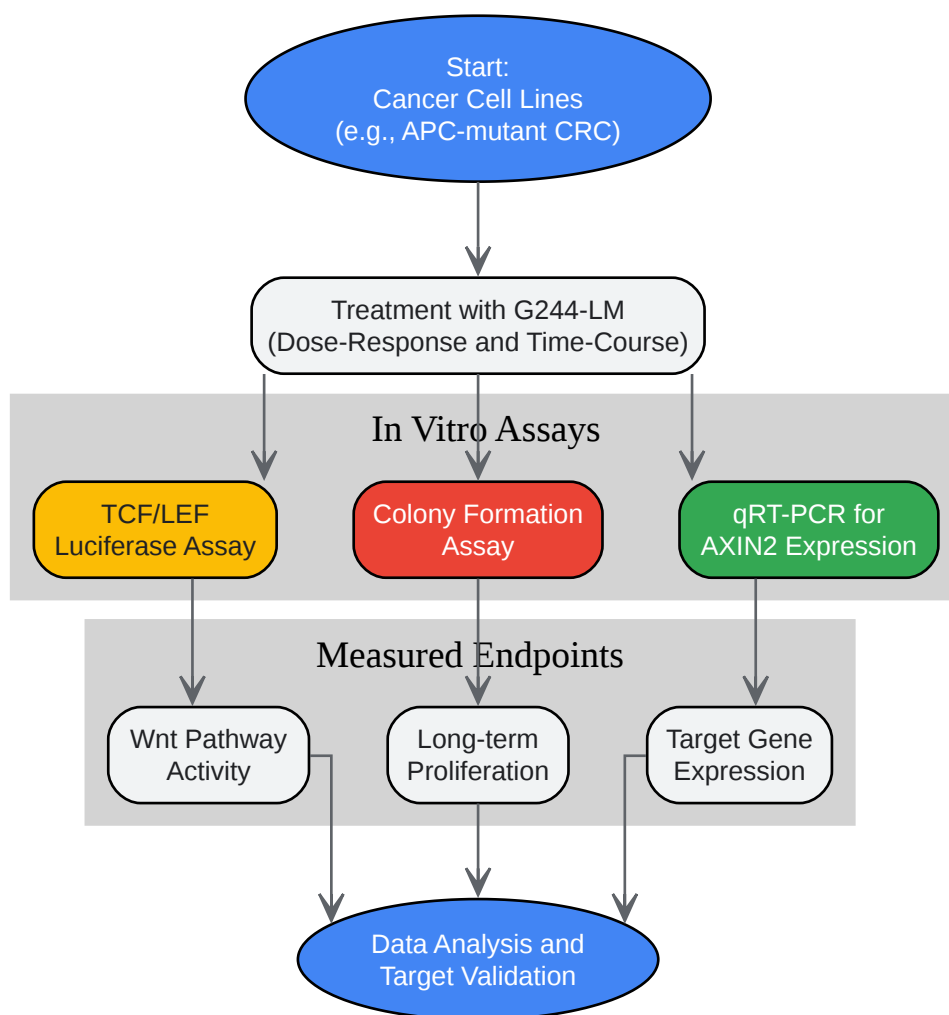 Start:
Cancer Cell Lines
(e.g., APC-mutant CRC)
Treatment with G244-LM
(Dose-Response and Time-Course)
In Vitro Assays
TCF/LEF
Luciferase Assay
Colony Formation
Assay
qRT-PCR for
AXIN2 Expression
Measured Endpoints
Wnt Pathway
Activity
Long-term
Proliferation
Target Gene
Expression
Data Analysis and
Target Validation